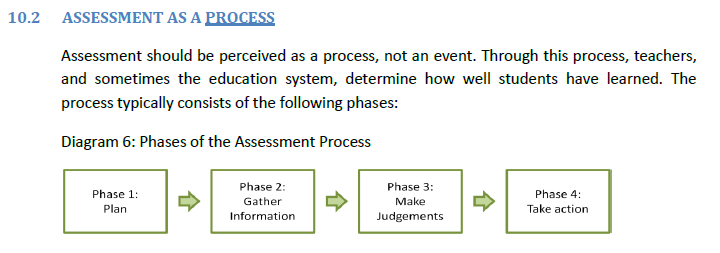 10.2 ASSESSMENT AS A PROCESS
Assessment should be perceived as a process, not an event. Through this process, teachers,
and sometimes the education system, determine how well students have learned. The
process typically consists of the following phases:
Diagram 6: Phases of the Assessment Process
Phase 1:
Plan
Phase 2:
Gather
Information
Phase 3:
Make
Judgements
Phase 4:
Take action